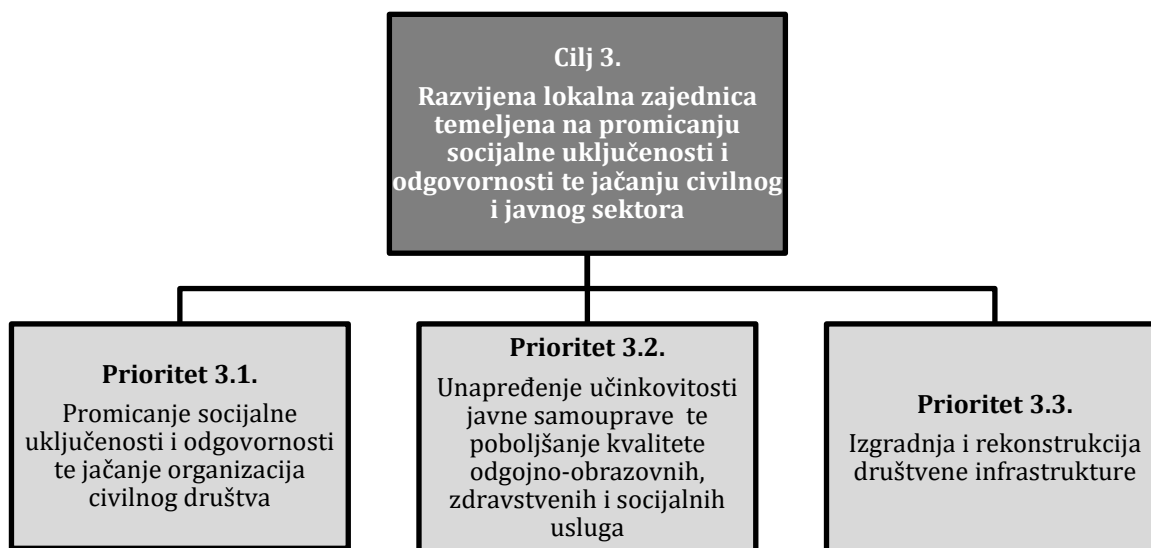 Cilj 3.
Razvijena lokalna zajednica
temeljena na promicanju
socijalne uključenosti i
odgovornosti te jačanju civilnog
i javnog sektora
Prioritet 3.1.
Promicanje socijalne
uključenosti i odgovornosti
te jačanje organizacija
civilnog društva
Prioritet 3.2.
Unapređenje učinkovitosti
javne samouprave te
poboljšanje kvalitete
odgojno-obrazovnih,
zdravstvenih i socijalnih
usluga
Prioritet 3.3.
Izgradnja i rekonstrukcija
društvene infrastrukture